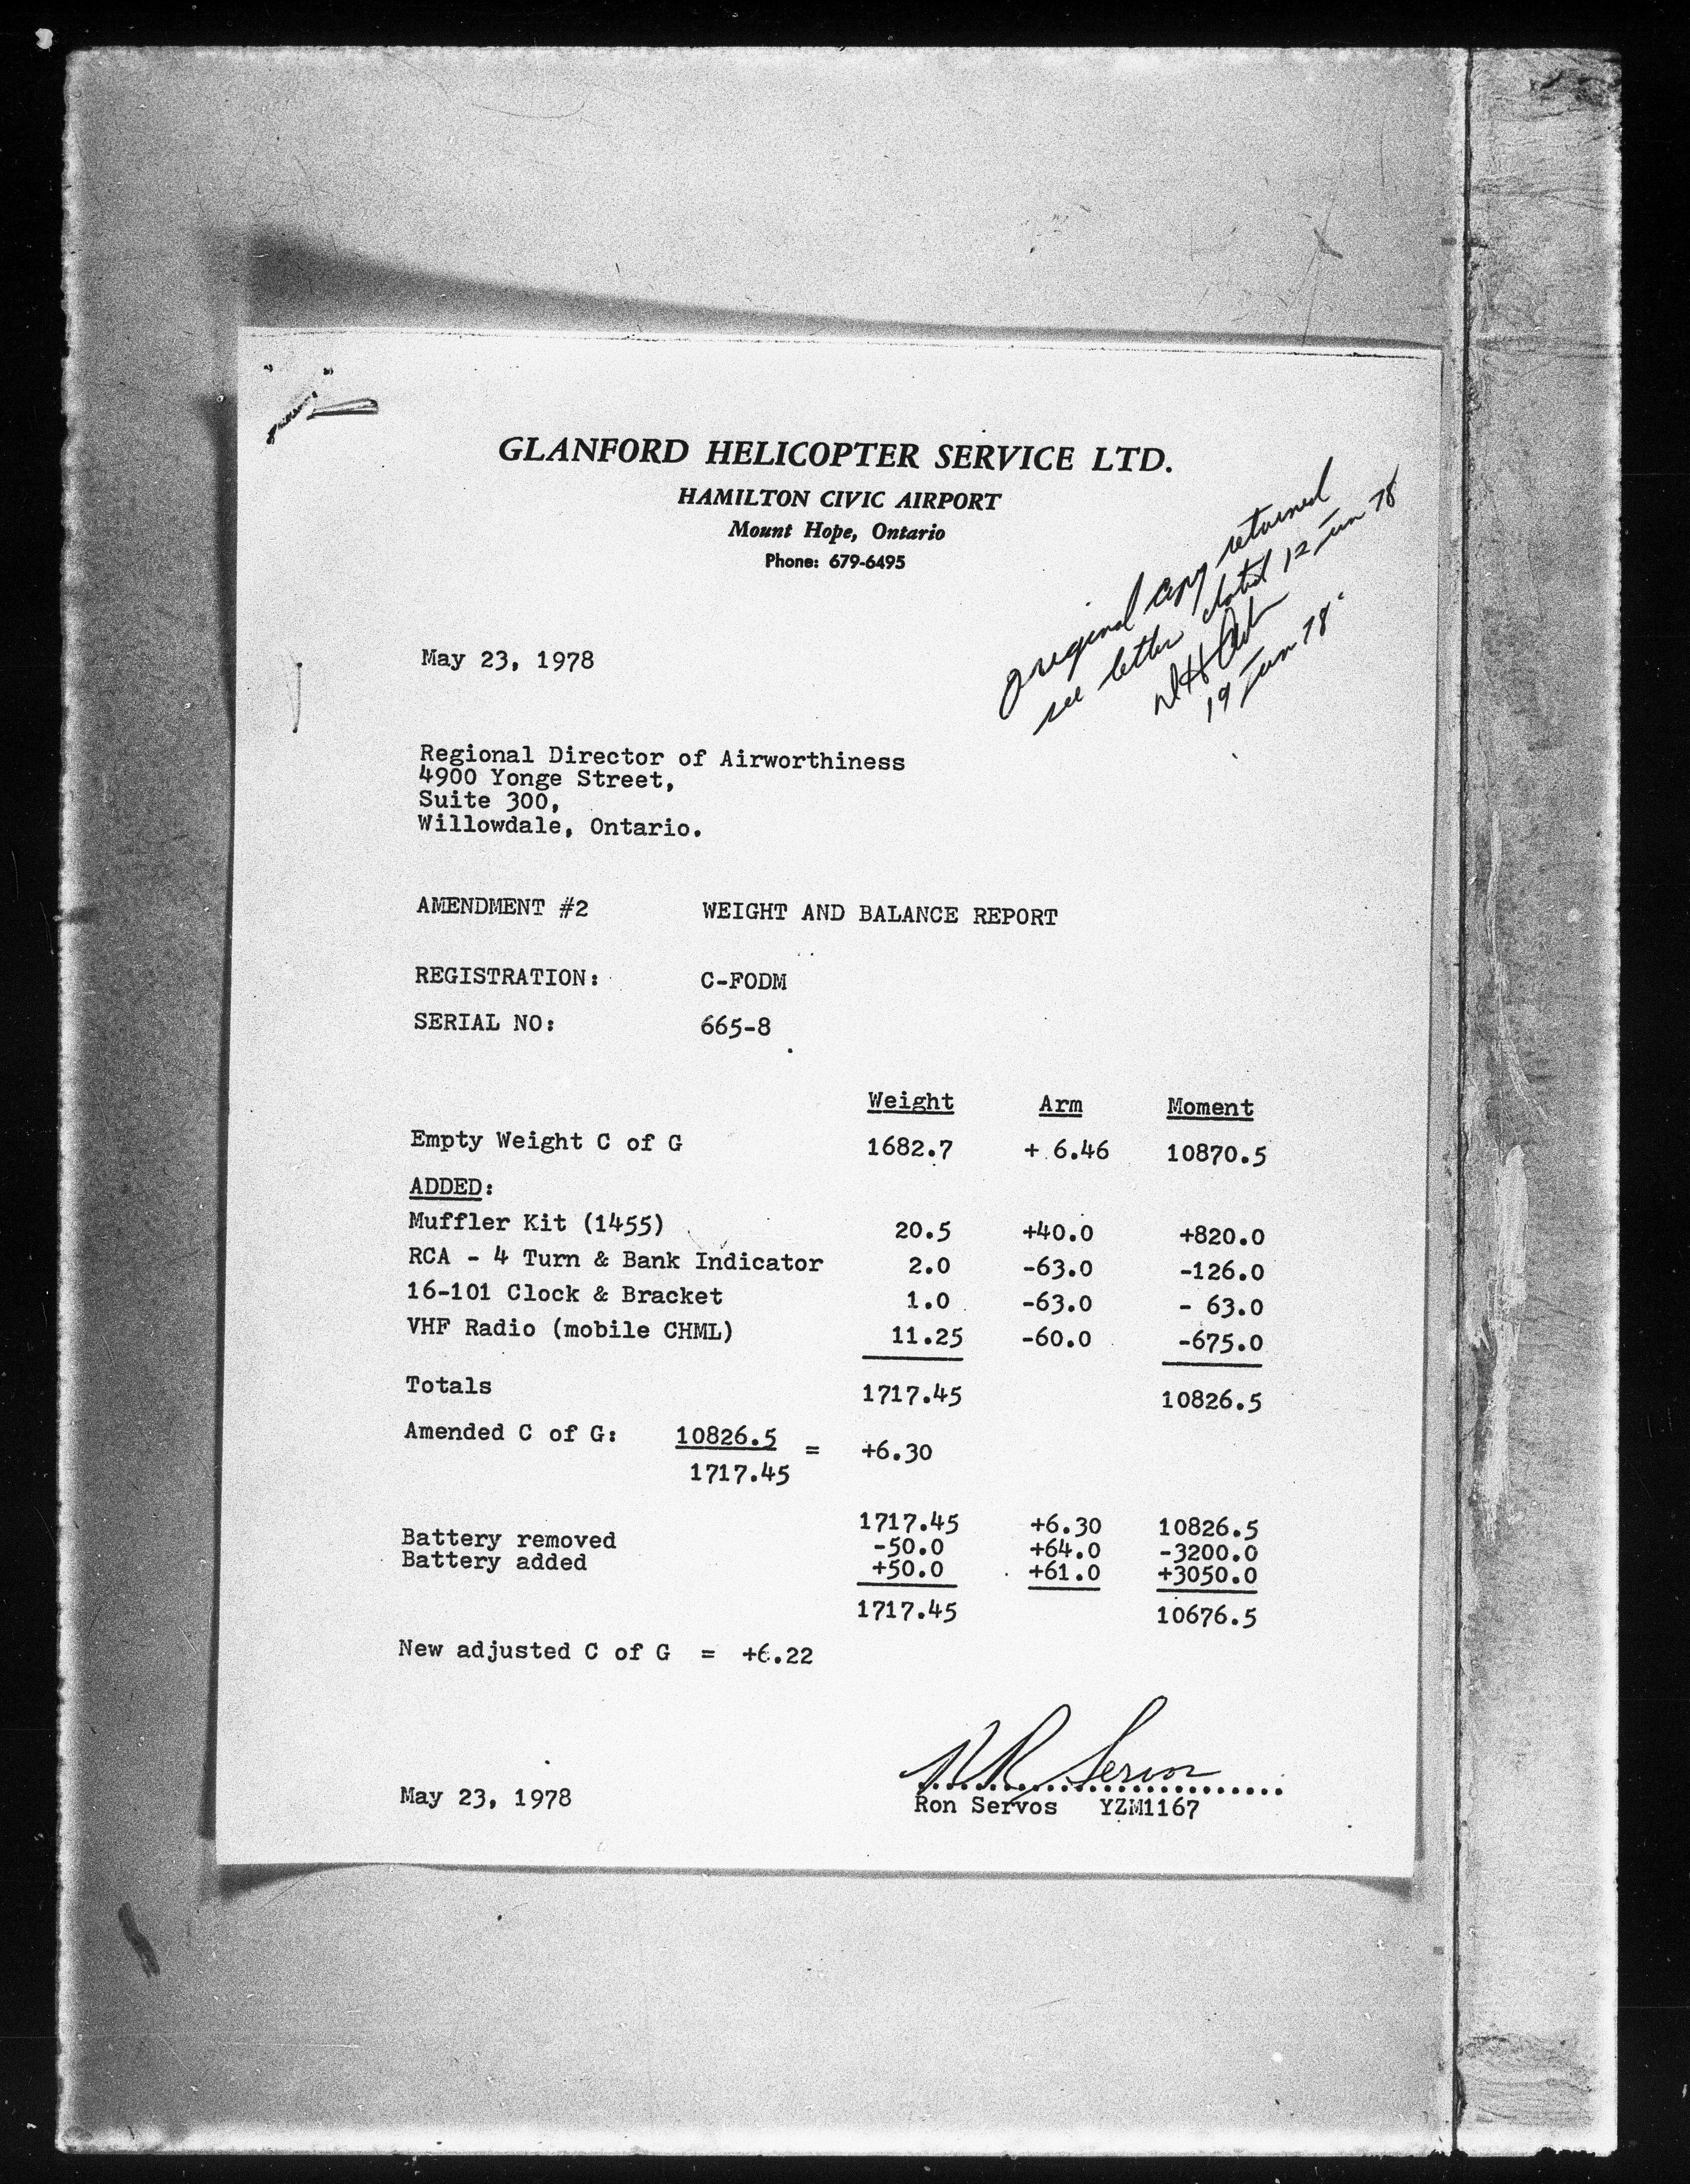 GLANFORD HELICOPTER SERVICE LTD.
HAMILTON CIVIC AIRPORT
Mount Hope, Ontario
Phone: 679-6495
original copy returned
see letter dated 12 Jun 78
19 Jun 78
May 23, 1978
Regional Director of Airworthiness
4900 Yonge Street,
Suite 300,
Willowdale, Ontario.
AMENDMENT #2 WEIGHT AND BALANCE REPORT
REGISTRATION: C-FODM
SERIAL NO: 665-8
Weight Arm Moment
Empty Weight C of G 1682.7 + 6.46 10870.5
ADDED:
Muffler Kit (1455) 20.5 +40.0 +820.0
RCA - 4 Turn & Bank Indicator 2.0 -63.0 -126.0
16-101 Clock & Bracket 1.0 -63.0 - 63.0
VHF Radio (mobile CHML) 11.25 -60.0 -675.0
Totals 1717.45 10826.5
Amended C of G: 10826.5 = +6.30
1717.45
1717.45 +6.30 10826.5
Battery removed -50.0 +64.0 -3200.0
Battery added +50.0 +61.0 +3050.0
1717.45 10676.5
New adjusted C of G = +6.22
R Servos
May 23, 1978
Ron Servos YZM1167